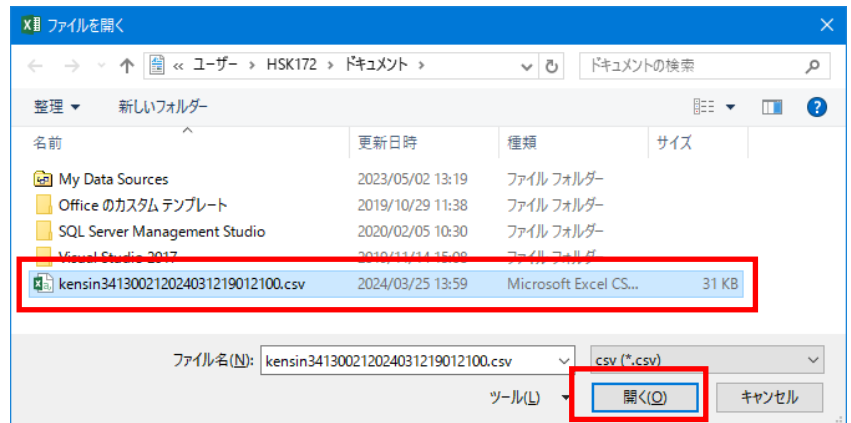 ファイルを開く
« ユーザー › HSK172 › ドキュメント ›
ドキュメントの検索
整理 新しいフォルダー
名前 更新日時 種類 サイズ
My Data Sources 2023/05/02 13:19 ファイル フォルダー
Office のカスタム テンプレート 2019/10/29 11:38 ファイル フォルダー
SQL Server Management Studio 2020/02/05 10:30 ファイル フォルダー
Visual Studio 2017 2019/11/14 15:08 ファイル フォルダー
kensin3413002120240312190​12100.csv 2024/03/25 13:59 Microsoft Excel CS... 31 KB
ファイル名(N): kensin341300212024031219012100.csv csv (*.csv)
ツール(L) 開く(O) キャンセル